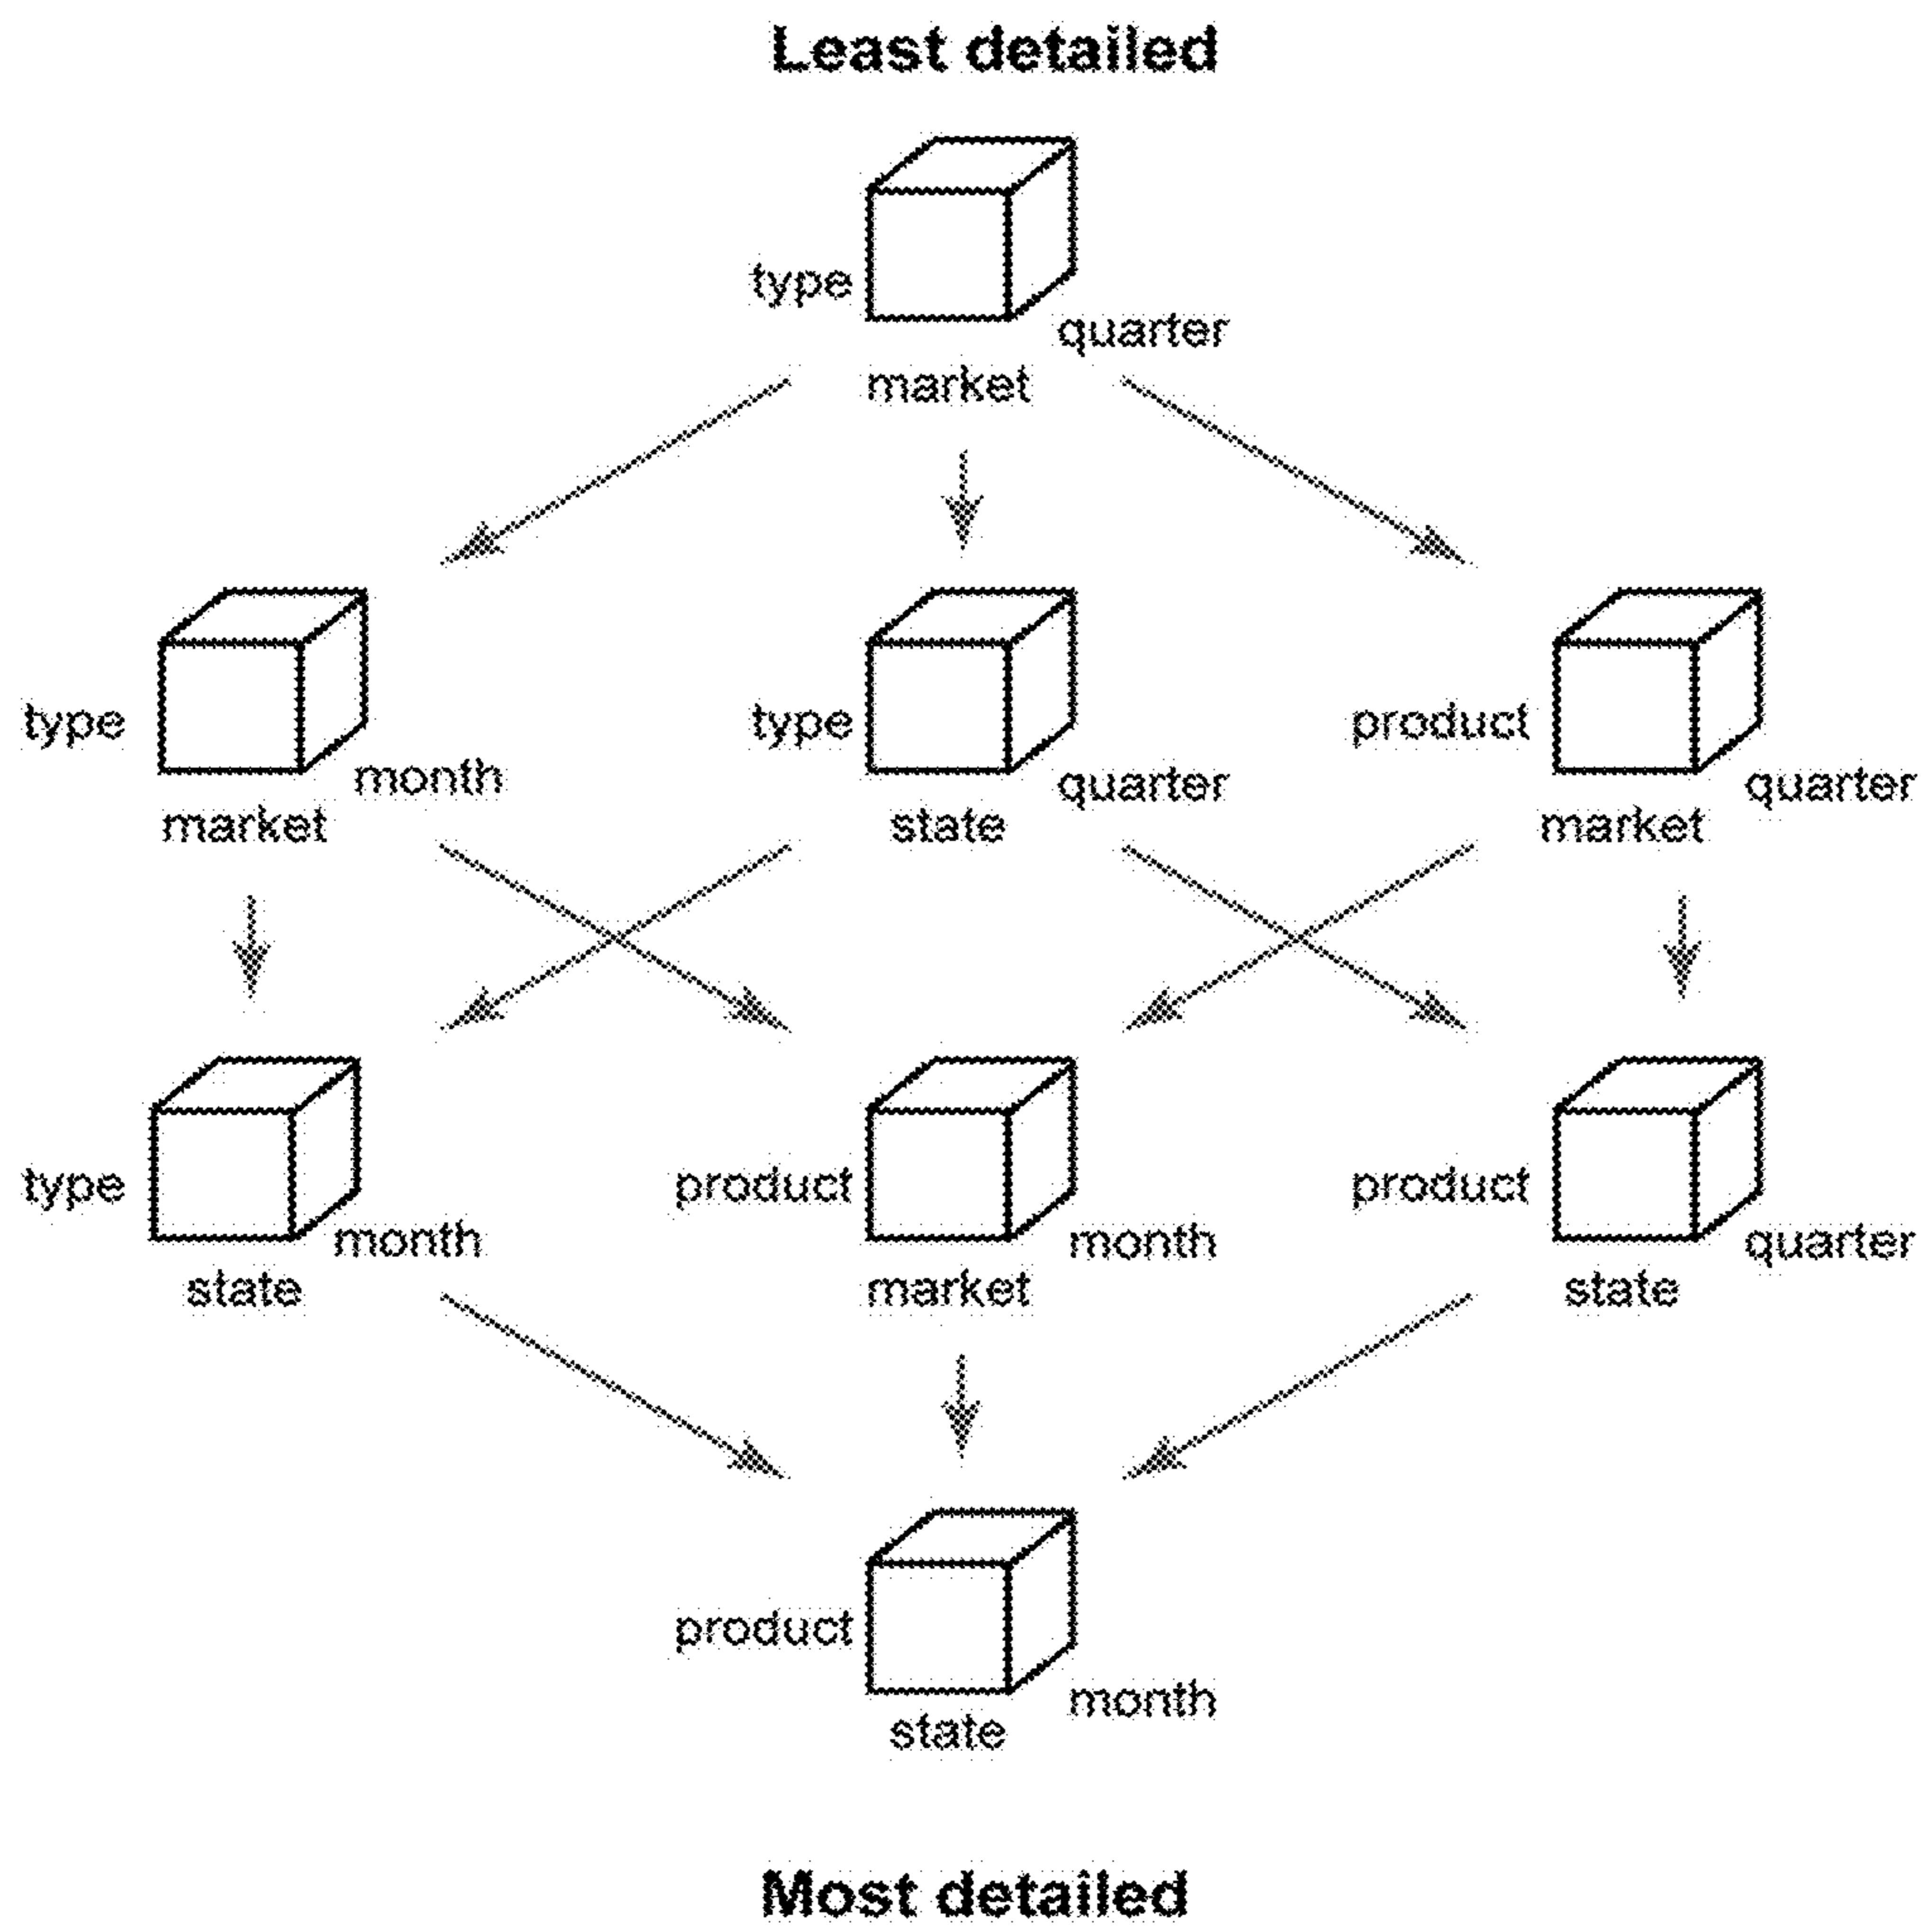 Least detailed
type
quarter
market
type
month
market
type
quarter
state
product
quarter
market
type
month
state
product
month
market
product
quarter
state
product
month
state
Most detailed